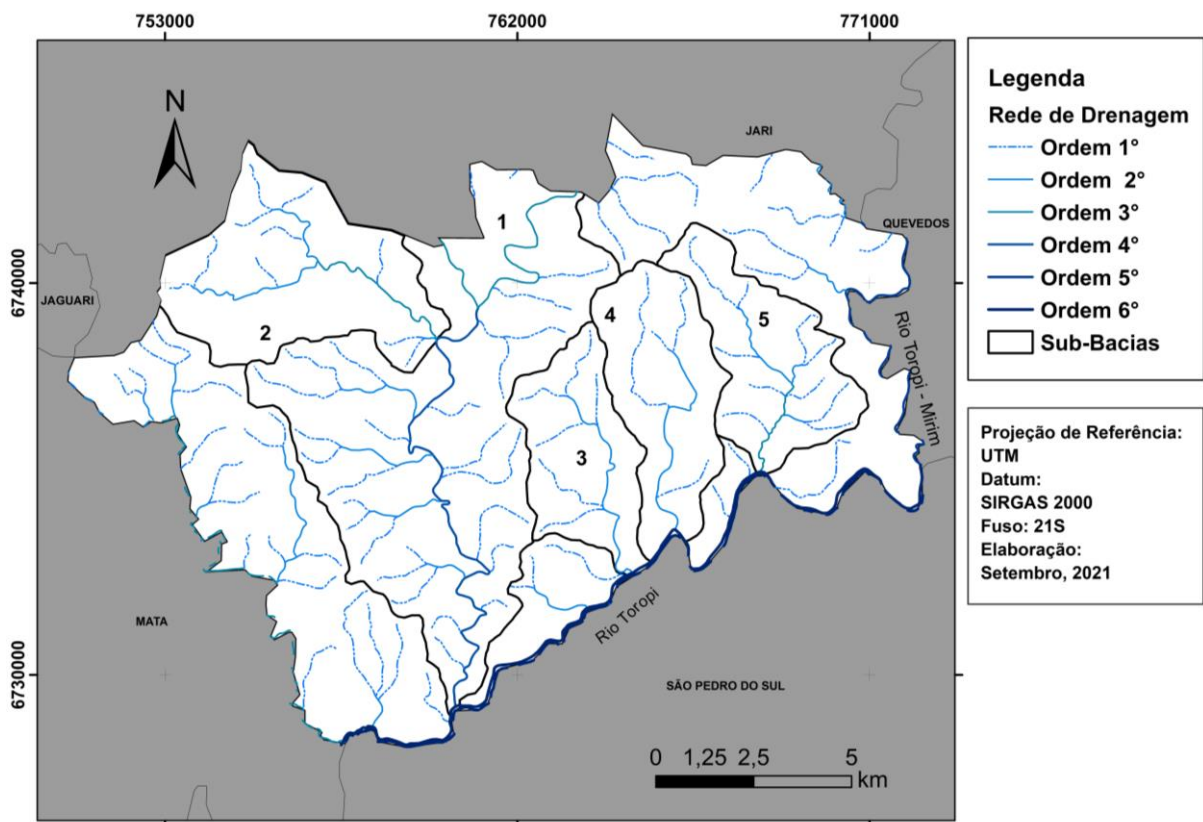 753000
762000
771000
6740000
6730000
N
JARI
QUEVEDOS
JAGUARI
MATA
SÃO PEDRO DO SUL
Rio Toropi
Rio Toropi - Mirim
1
2
3
4
5
0 1,25 2,5 5
km
Legenda
Rede de Drenagem
Ordem 1°
Ordem 2°
Ordem 3°
Ordem 4°
Ordem 5°
Ordem 6°
Sub-Bacias
Projeção de Referência:
UTM
Datum:
SIRGAS 2000
Fuso: 21S
Elaboração:
Setembro, 2021